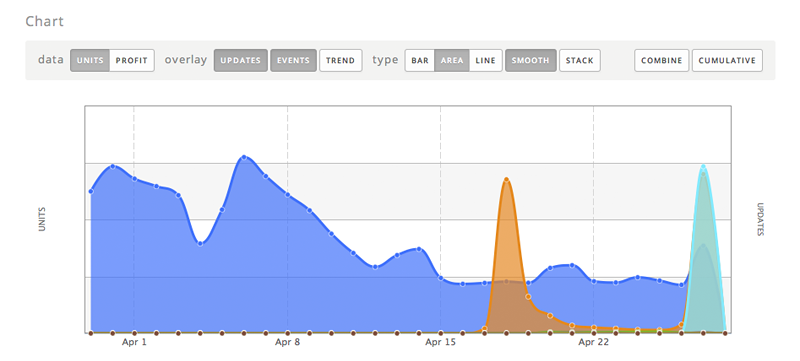 Chart
data UNITS PROFIT overlay UPDATES EVENTS TREND type BAR AREA LINE SMOOTH STACK COMBINE CUMULATIVE
UNITS
UPDATES
Apr 1 Apr 8 Apr 15 Apr 22